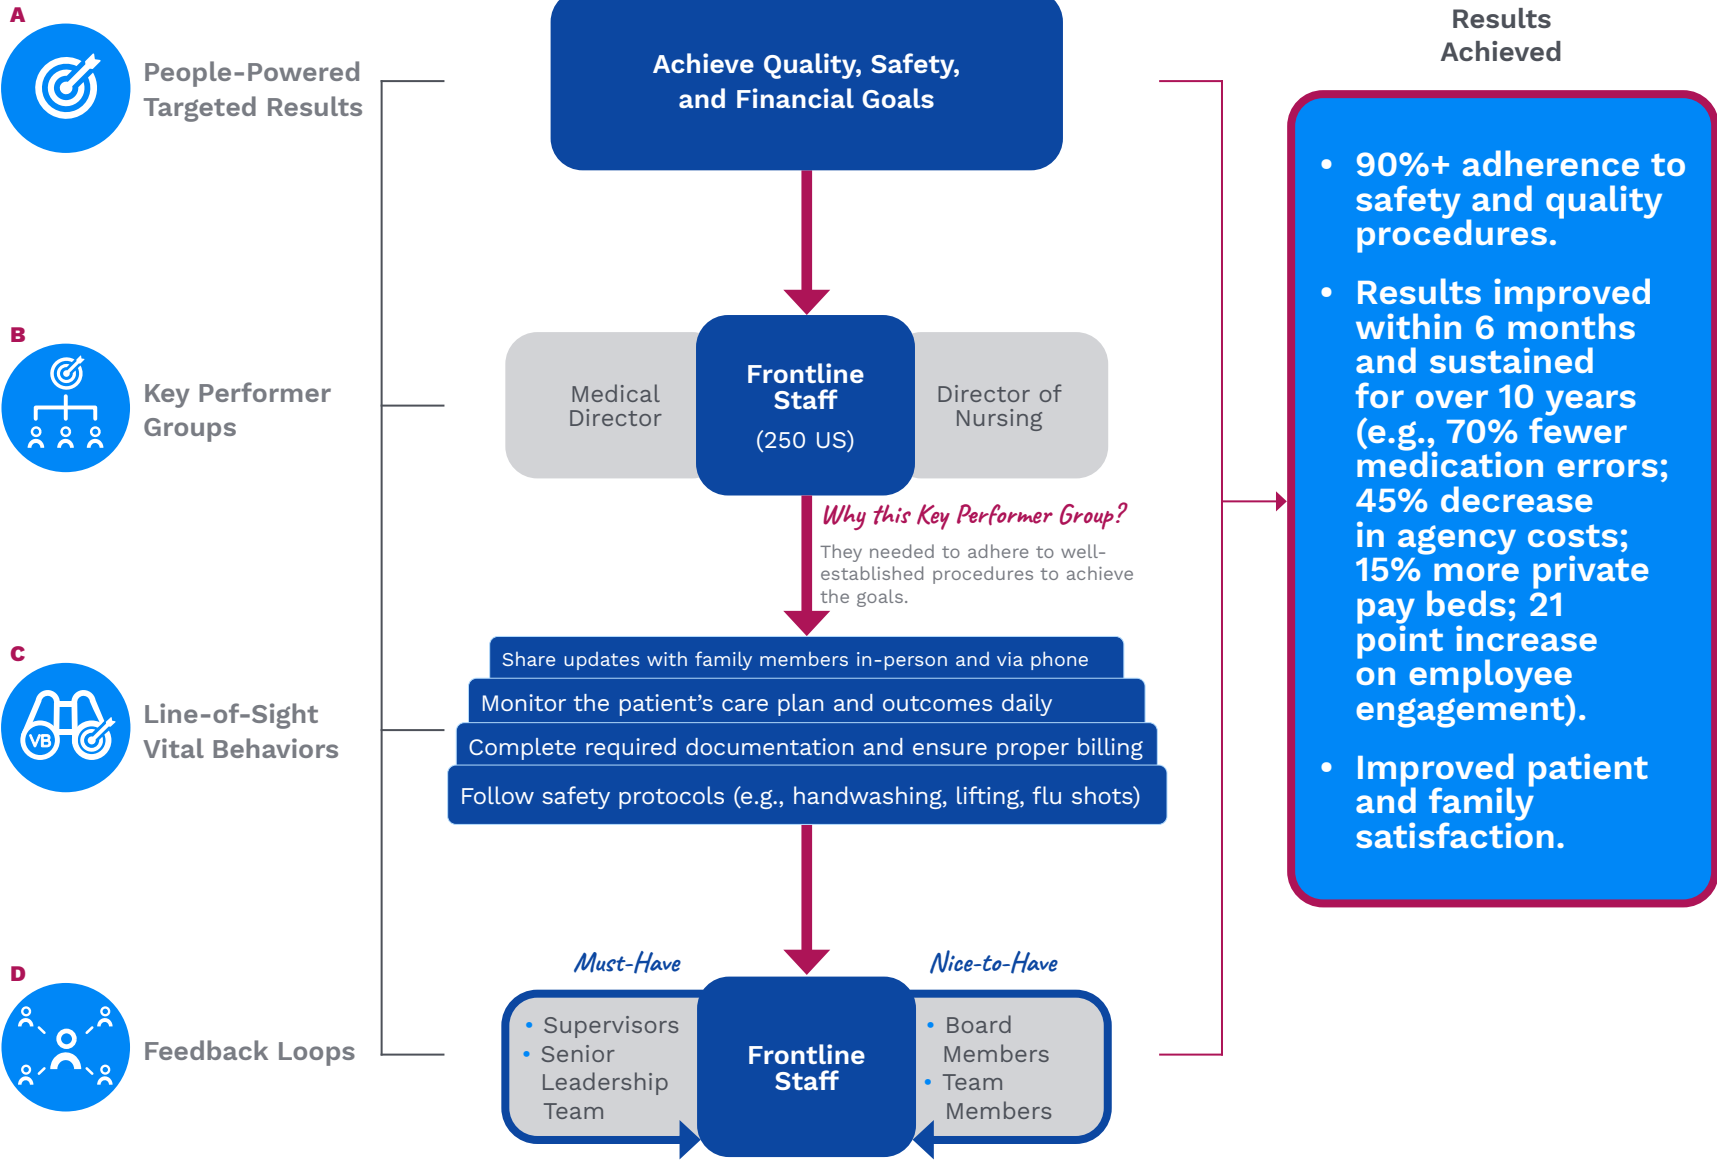 A
People-Powered
Targeted Results
Achieve Quality, Safety,
and Financial Goals
B
Key Performer
Groups
Medical
Director
Frontline
Staff
(250 US)
Director of
Nursing
Why this Key Performer Group?
They needed to adhere to well-
established procedures to achieve
the goals.
C
VB
Line-of-Sight
Vital Behaviors
Share updates with family members in-person and via phone
Monitor the patient’s care plan and outcomes daily
Complete required documentation and ensure proper billing
Follow safety protocols (e.g., handwashing, lifting, flu shots)
D
Feedback Loops
Must-Have
• Supervisors
• Senior
Leadership
Team
Frontline
Staff
Nice-to-Have
• Board
Members
• Team
Members
Results
Achieved
• 90%+ adherence to
safety and quality
procedures.
• Results improved
within 6 months
and sustained
for over 10 years
(e.g., 70% fewer
medication errors;
45% decrease
in agency costs;
15% more private
pay beds; 21
point increase
on employee
engagement).
• Improved patient
and family
satisfaction.